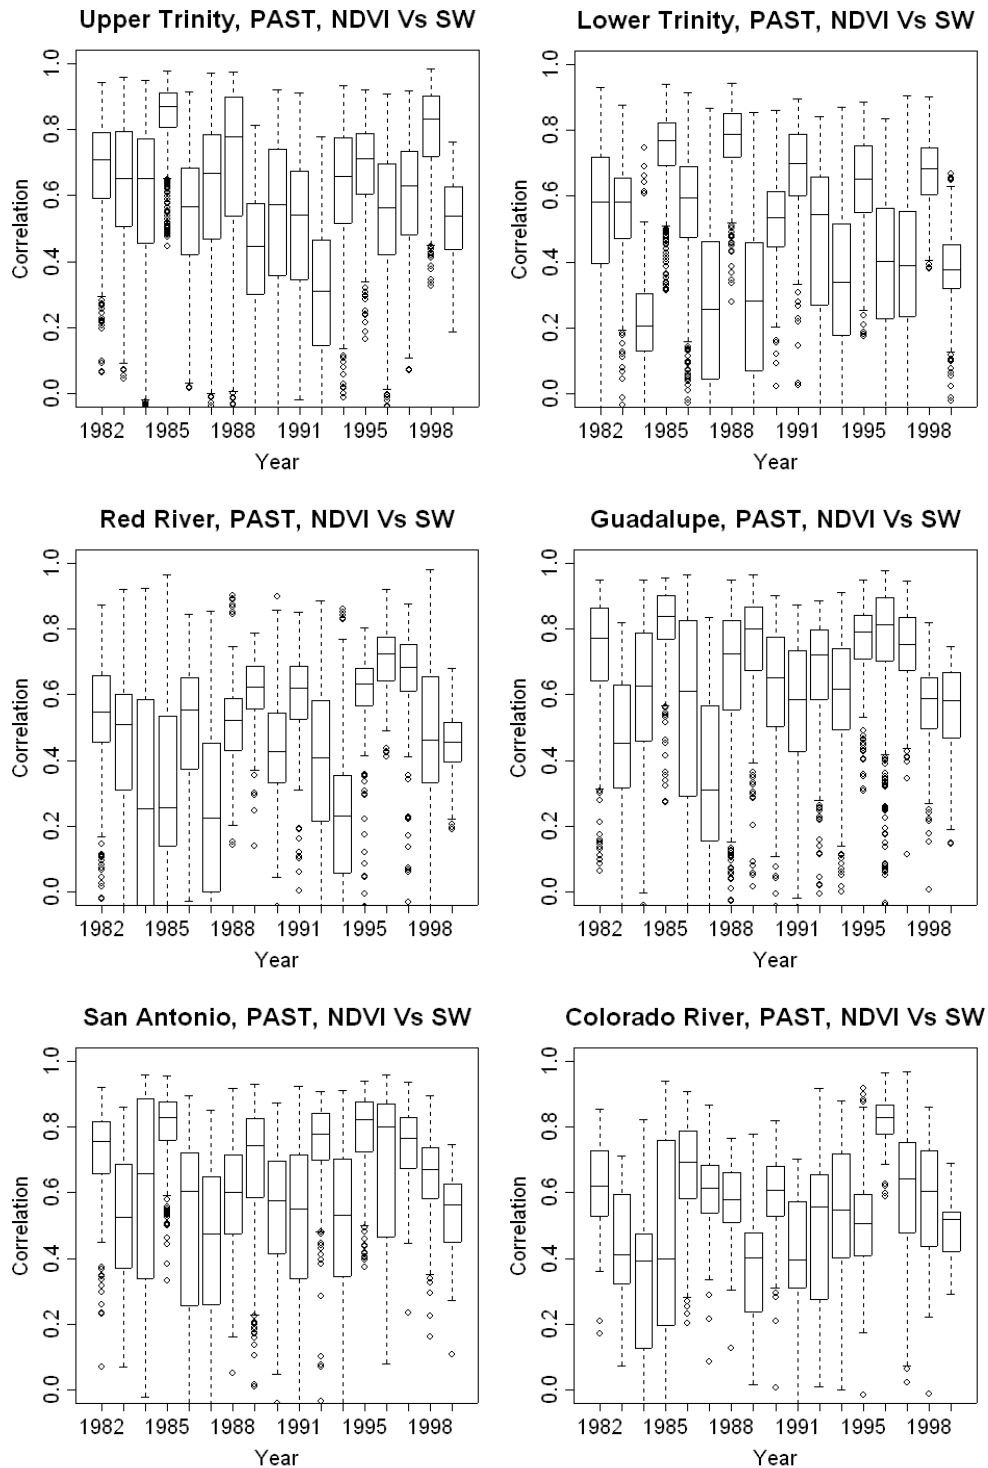 Upper Trinity, PAST, NDVI Vs SW
Correlation
0.0 0.2 0.4 0.6 0.8 1.0
1982 1985 1988 1991 1995 1998
Year
Lower Trinity, PAST, NDVI Vs SW
Correlation
0.0 0.2 0.4 0.6 0.8 1.0
1982 1985 1988 1991 1995 1998
Year
Red River, PAST, NDVI Vs SW
Correlation
0.0 0.2 0.4 0.6 0.8 1.0
1982 1985 1988 1991 1995 1998
Year
Guadalupe, PAST, NDVI Vs SW
Correlation
0.0 0.2 0.4 0.6 0.8 1.0
1982 1985 1988 1991 1995 1998
Year
San Antonio, PAST, NDVI Vs SW
Correlation
0.0 0.2 0.4 0.6 0.8 1.0
1982 1985 1988 1991 1995 1998
Year
Colorado River, PAST, NDVI Vs SW
Correlation
0.0 0.2 0.4 0.6 0.8 1.0
1982 1985 1988 1991 1995 1998
Year